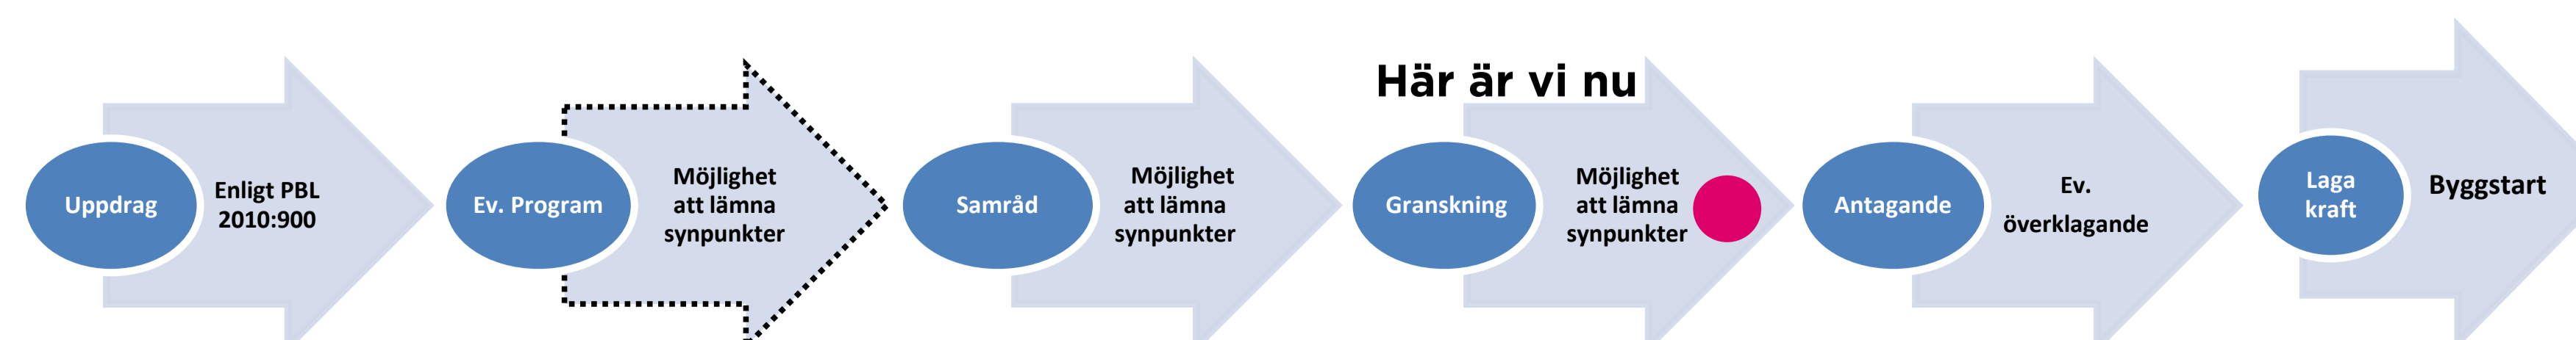 Här är vi nu
Uppdrag
Enligt PBL
2010:900
Ev. Program
Möjlighet
att lämna
synpunkter
Samråd
Möjlighet
att lämna
synpunkter
Granskning
Möjlighet
att lämna
synpunkter
Antagande
Ev.
överklagande
Laga
kraft
Byggstart